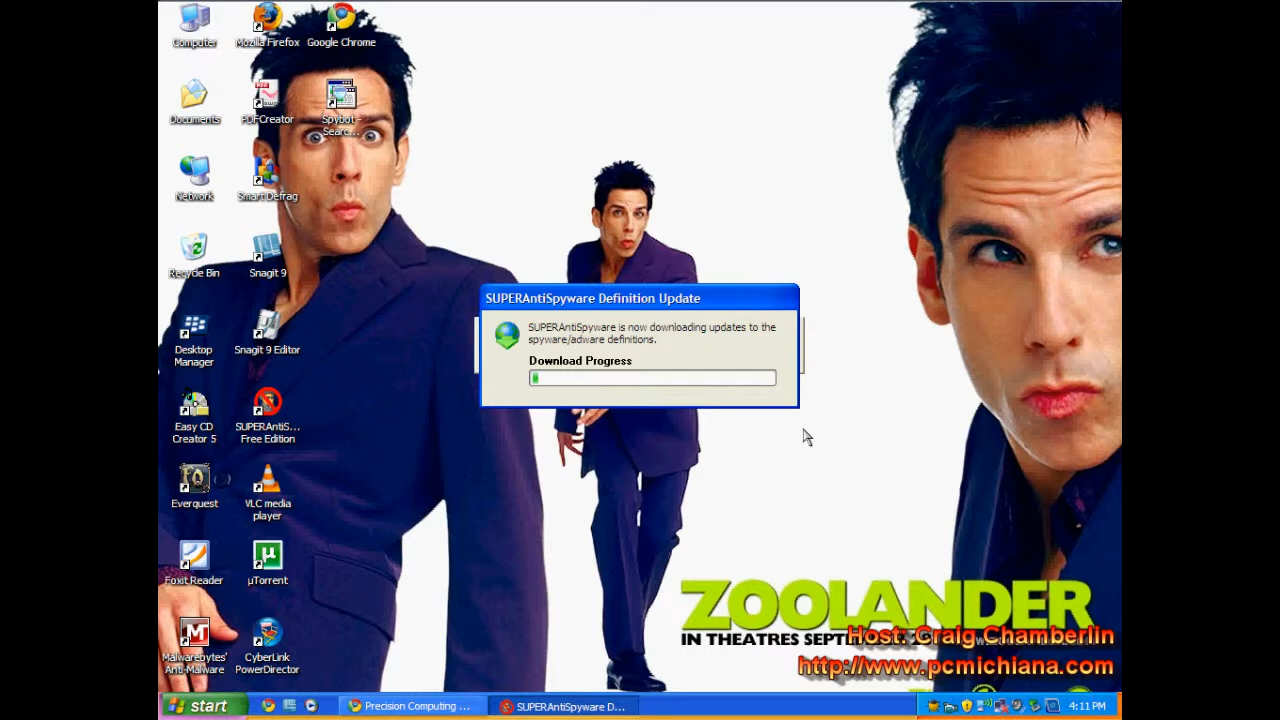 Computer
Mozilla Firefox
Google Chrome
Documents
PDFCreator
Spybot -
Searc...
Network
Smart Defrag
Recycle Bin
Snagit 9
Desktop
Manager
Snagit 9 Editor
Easy CD
Creator 5
SUPERAntiS...
Free Edition
Everquest
VLC media
player
Foxit Reader
µTorrent
Malwarebytes'
Anti-Malware
CyberLink
PowerDirector
SUPERAntiSpyware Definition Update
SUPERAntiSpyware is now downloading updates to the
spyware/adware definitions.
Download Progress
ZOOLANDER
IN THEATRES SEPT
Host: Craig Chamberlin
http://www.pcmichiana.com
start
Precision Computing ...
SUPERAntiSpyware D...
4:11 PM